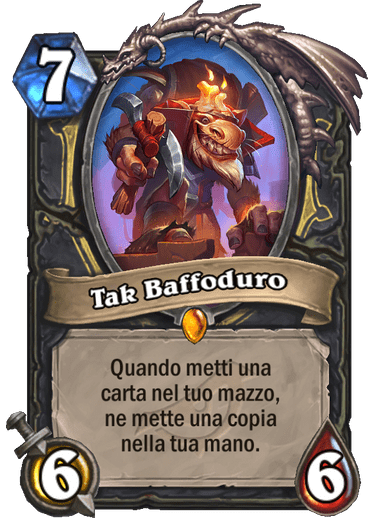 7
Tak Baffoduro
Quando metti una
carta nel tuo mazzo,
ne mette una copia
nella tua mano.
6
6